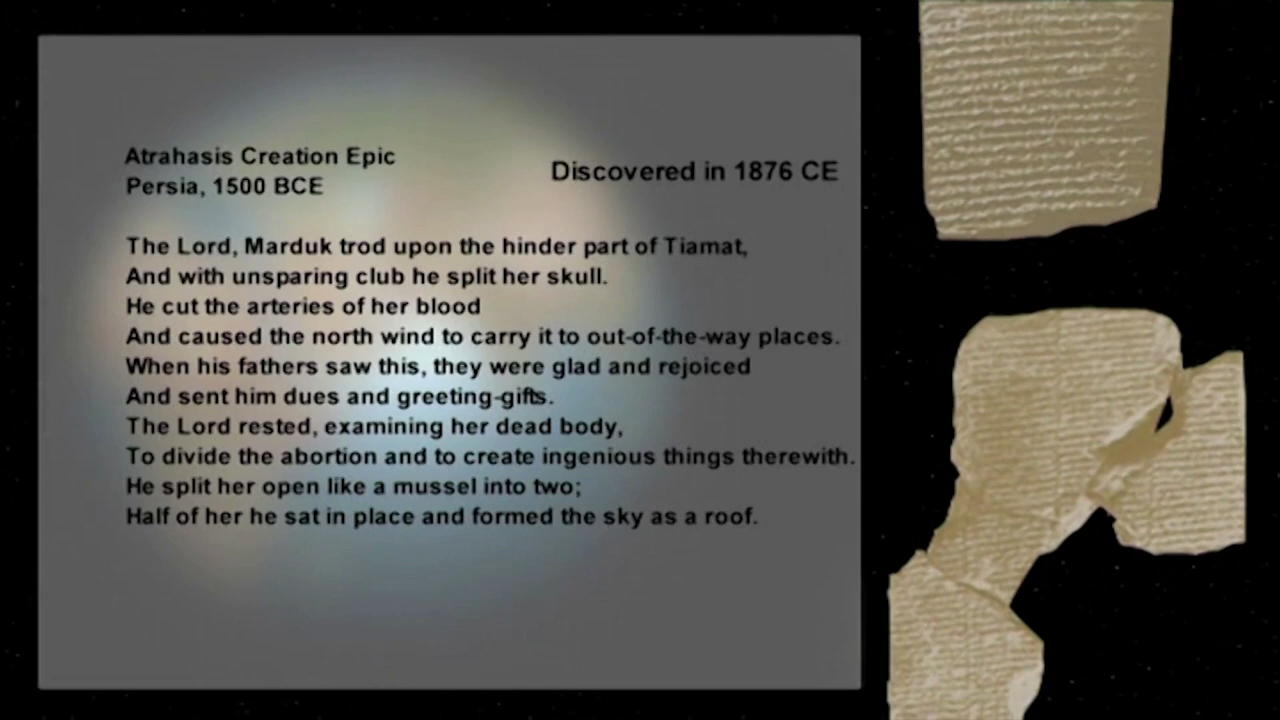 Atrahasis Creation Epic
Persia, 1500 BCE
Discovered in 1876 CE
The Lord, Marduk trod upon the hinder part of Tiamat,
And with unsparing club he split her skull.
He cut the arteries of her blood
And caused the north wind to carry it to out-of-the-way places.
When his fathers saw this, they were glad and rejoiced
And sent him dues and greeting-gifts.
The Lord rested, examining her dead body,
To divide the abortion and to create ingenious things therewith.
He split her open like a mussel into two;
Half of her he sat in place and formed the sky as a roof.